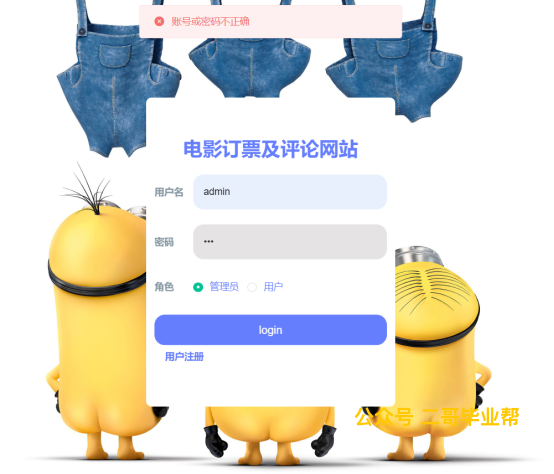 账号或密码不正确
电影订票及评论网站
用户名 admin
密码 •••
角色 管理员 用户
login
用户注册
公众号 二哥毕业帮